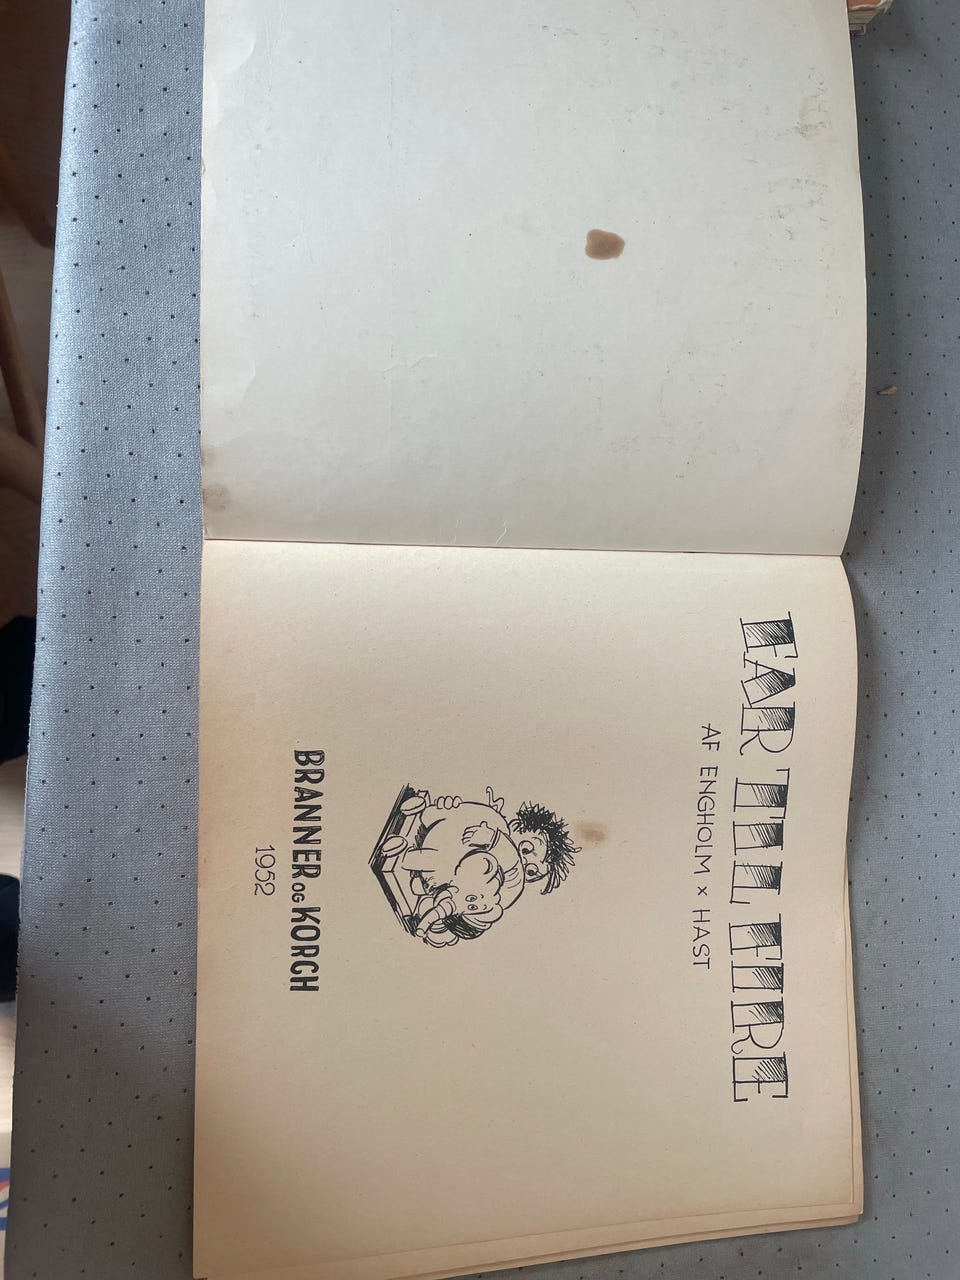 FAR TIL FIRE
AF ENGHOLM × HAST
BRANNER OG KORCH
1952